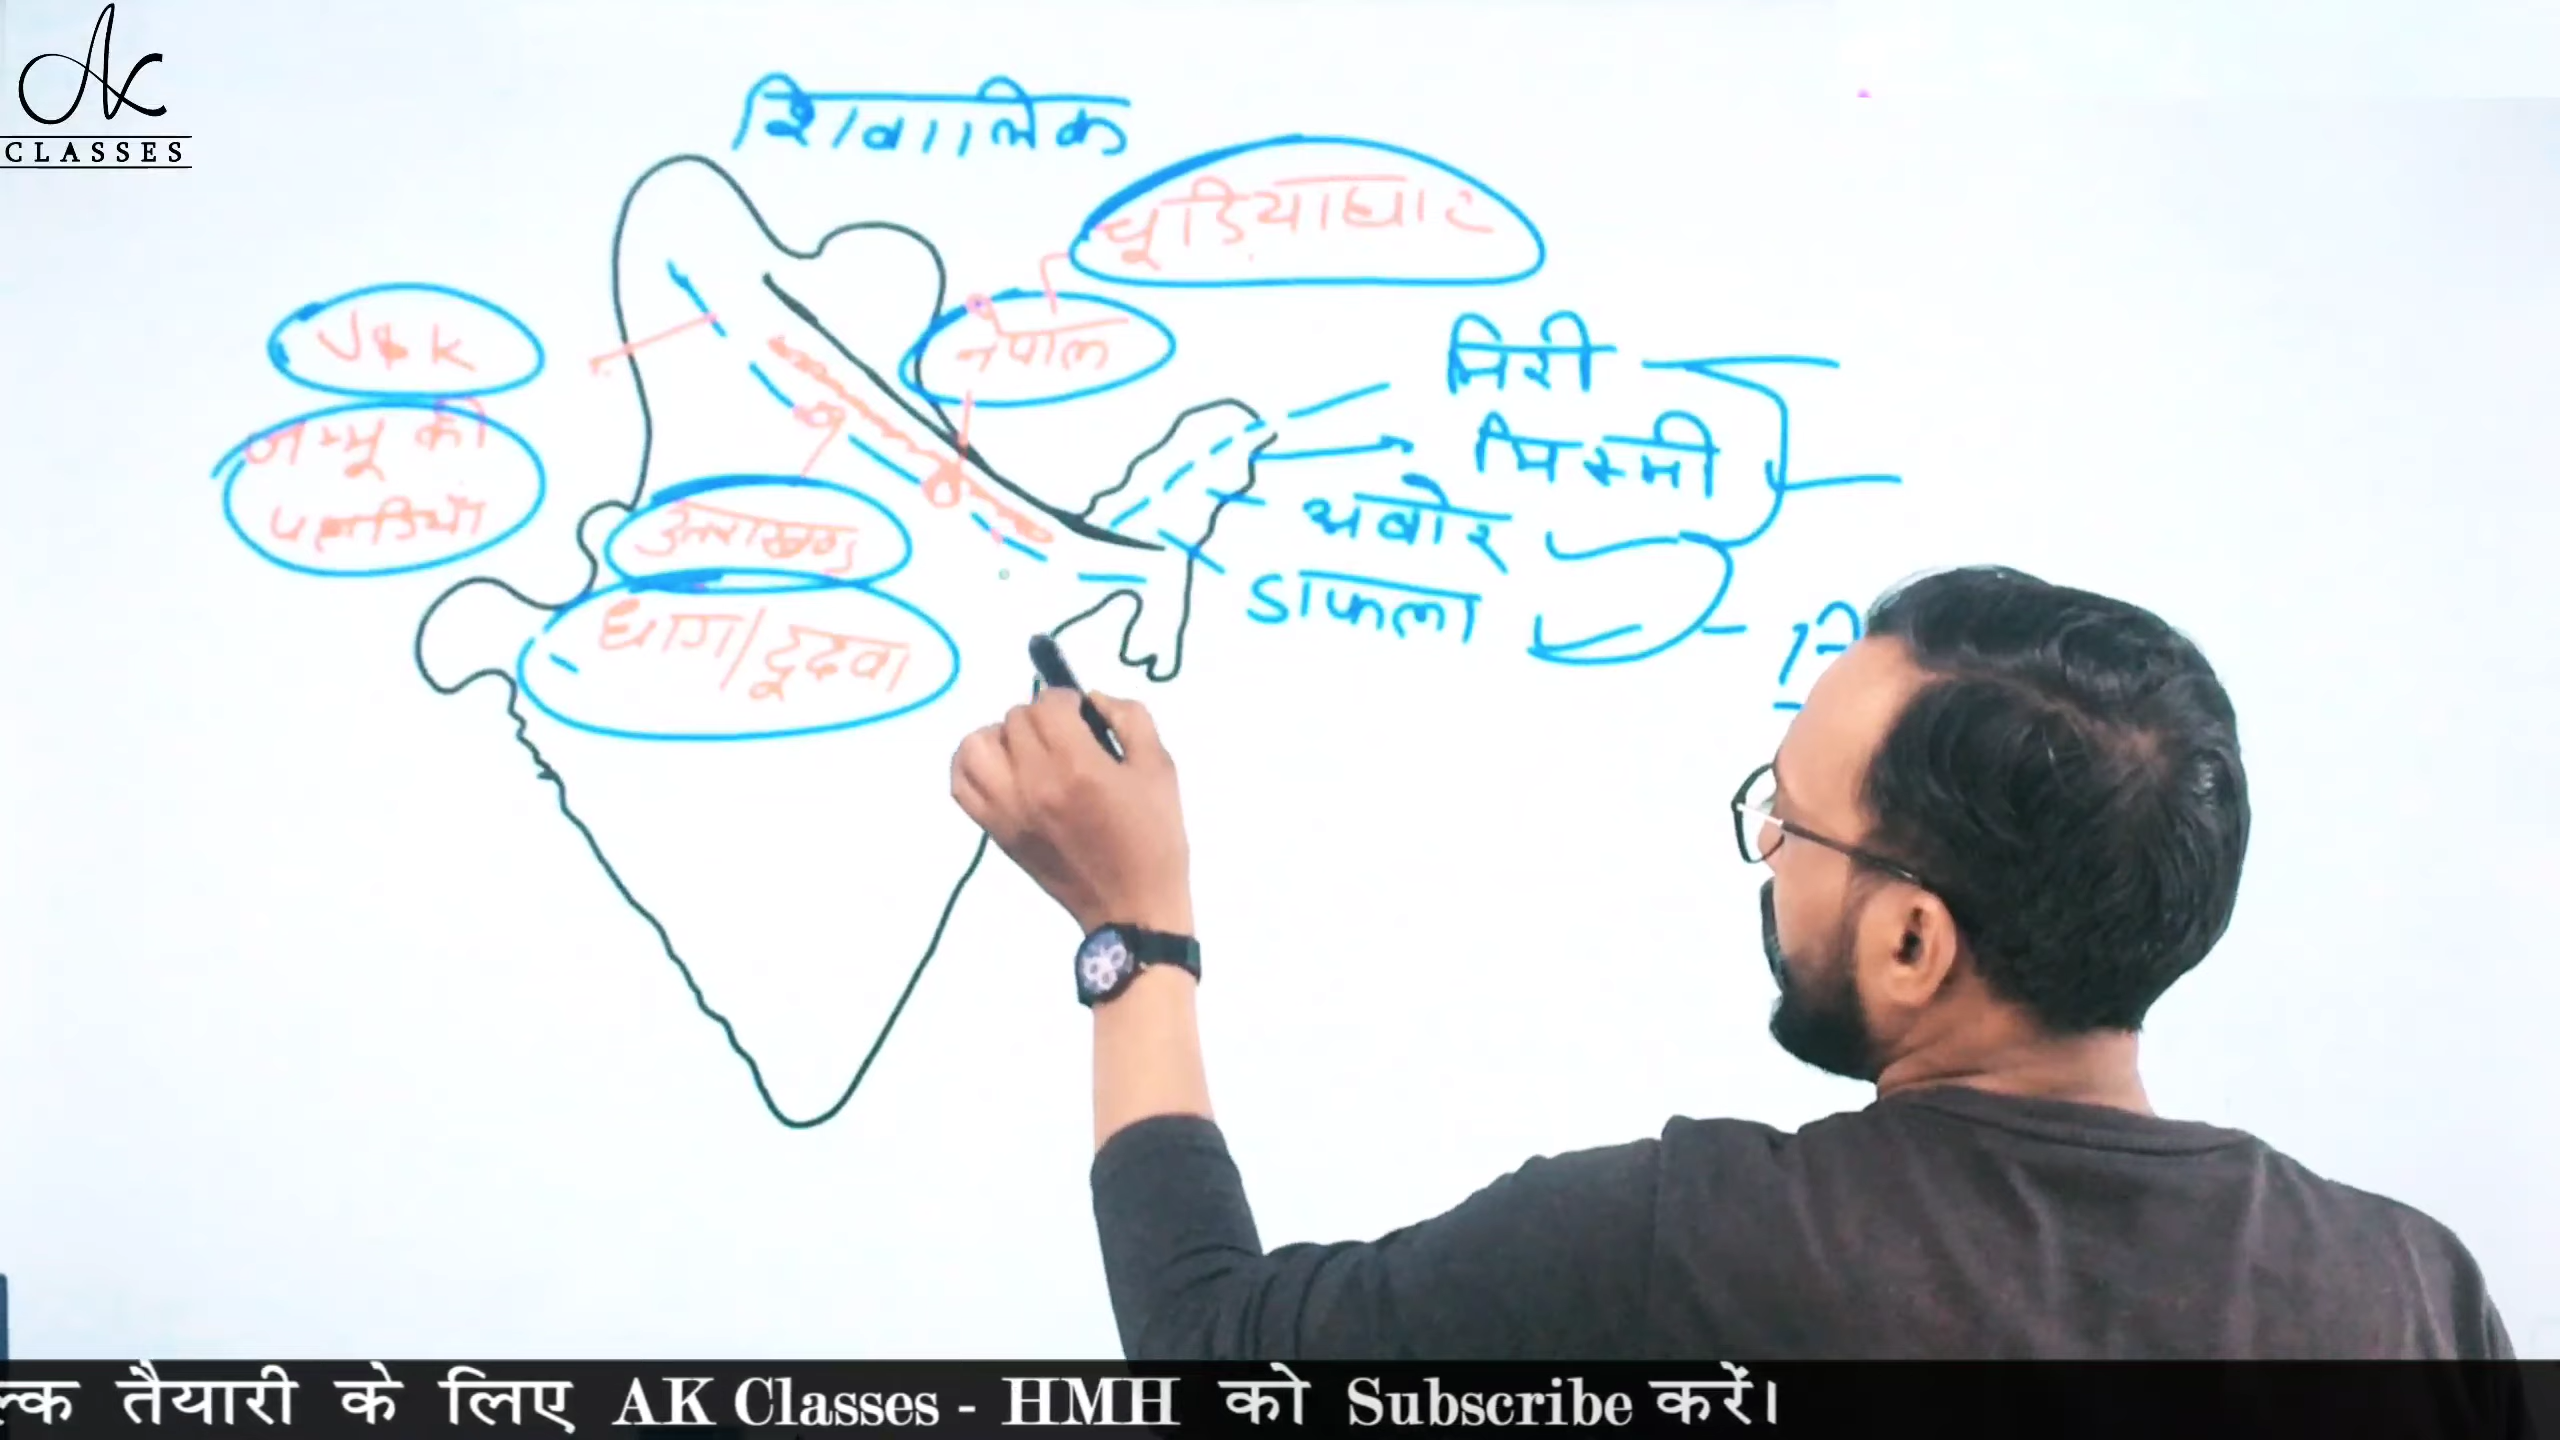 AK
CLASSES
शिवालिक
चूडियाघाट
J&K
नेपाल
मिरी
जम्मू की
पहाडियाँ
मिस्मी
उत्तराखण्ड
अबोर
धाग/दूदवा
डाफला
ल्क तैयारी के लिए AK Classes - HMH को Subscribe करें।